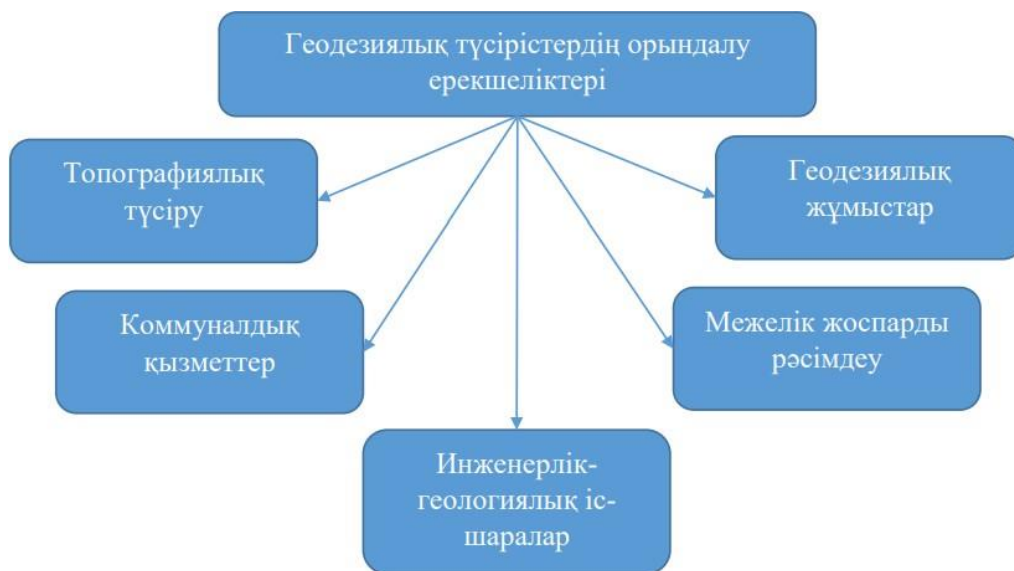 Геодезиялық түсірістердің орындалу
ерекшеліктері
Топографиялық
түсіру
Геодезиялық
жұмыстар
Коммуналдық
қызметтер
Межелік жоспарды
рәсімдеу
Инженерлік-
геологиялық іс-
шаралар